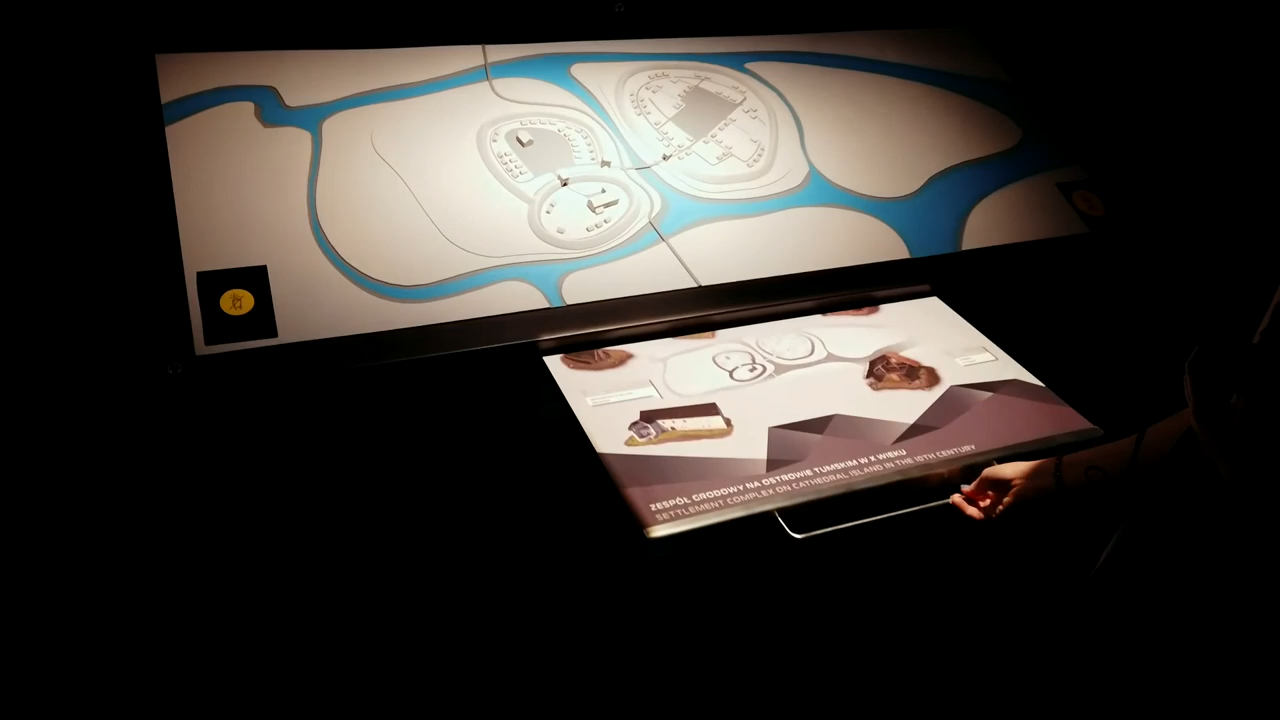 ZESPÓŁ GRODOWY NA OSTROWIE TUMSKIM W X WIEKU
SETTLEMENT COMPLEX ON CATHEDRAL ISLAND IN THE 10TH CENTURY